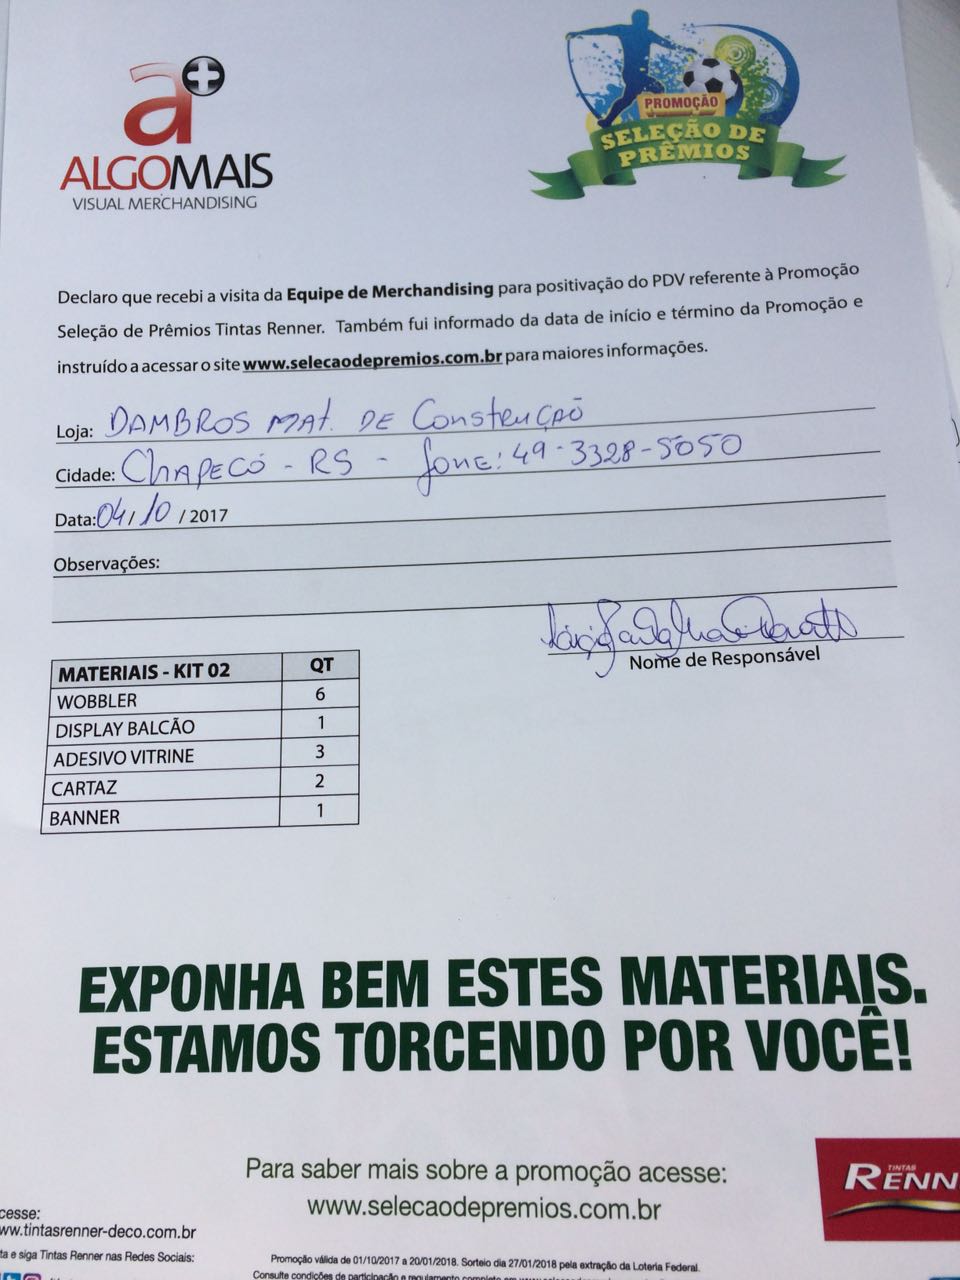 a+
ALGOMAIS
VISUAL MERCHANDISING
PROMOÇÃO
SELEÇÃO DE
PRÊMIOS
Declaro que recebi a visita da Equipe de Merchandising para positivação do PDV referente à Promoção
Seleção de Prêmios Tintas Renner. Também fui informado da data de início e término da Promoção e
instruído a acessar o site www.selecaodepremios.com.br para maiores informações.
Loja: DAMBROS MAT. DE CONSTRUÇÃO
Cidade: CHAPECÓ - RS - fone: 49-3328-5050
Data: 04/10/2017
Observações:
Nome de Responsável
MATERIAIS - KIT 02 QT
WOBBLER 6
DISPLAY BALCÃO 1
ADESIVO VITRINE 3
CARTAZ 2
BANNER 1
EXPONHA BEM ESTES MATERIAIS.
ESTAMOS TORCENDO POR VOCÊ!
Para saber mais sobre a promoção acesse:
www.selecaodepremios.com.br
TINTAS
RENN
cesse:
ww.tintasrenner-deco.com.br
ta e siga Tintas Renner nas Redes Sociais:
Promoção válida de 01/10/2017 a 20/01/2018. Sorteio dia 27/01/2018 pela extração da Loteria Federal.
Consulte condições de participação e regulamento completo em